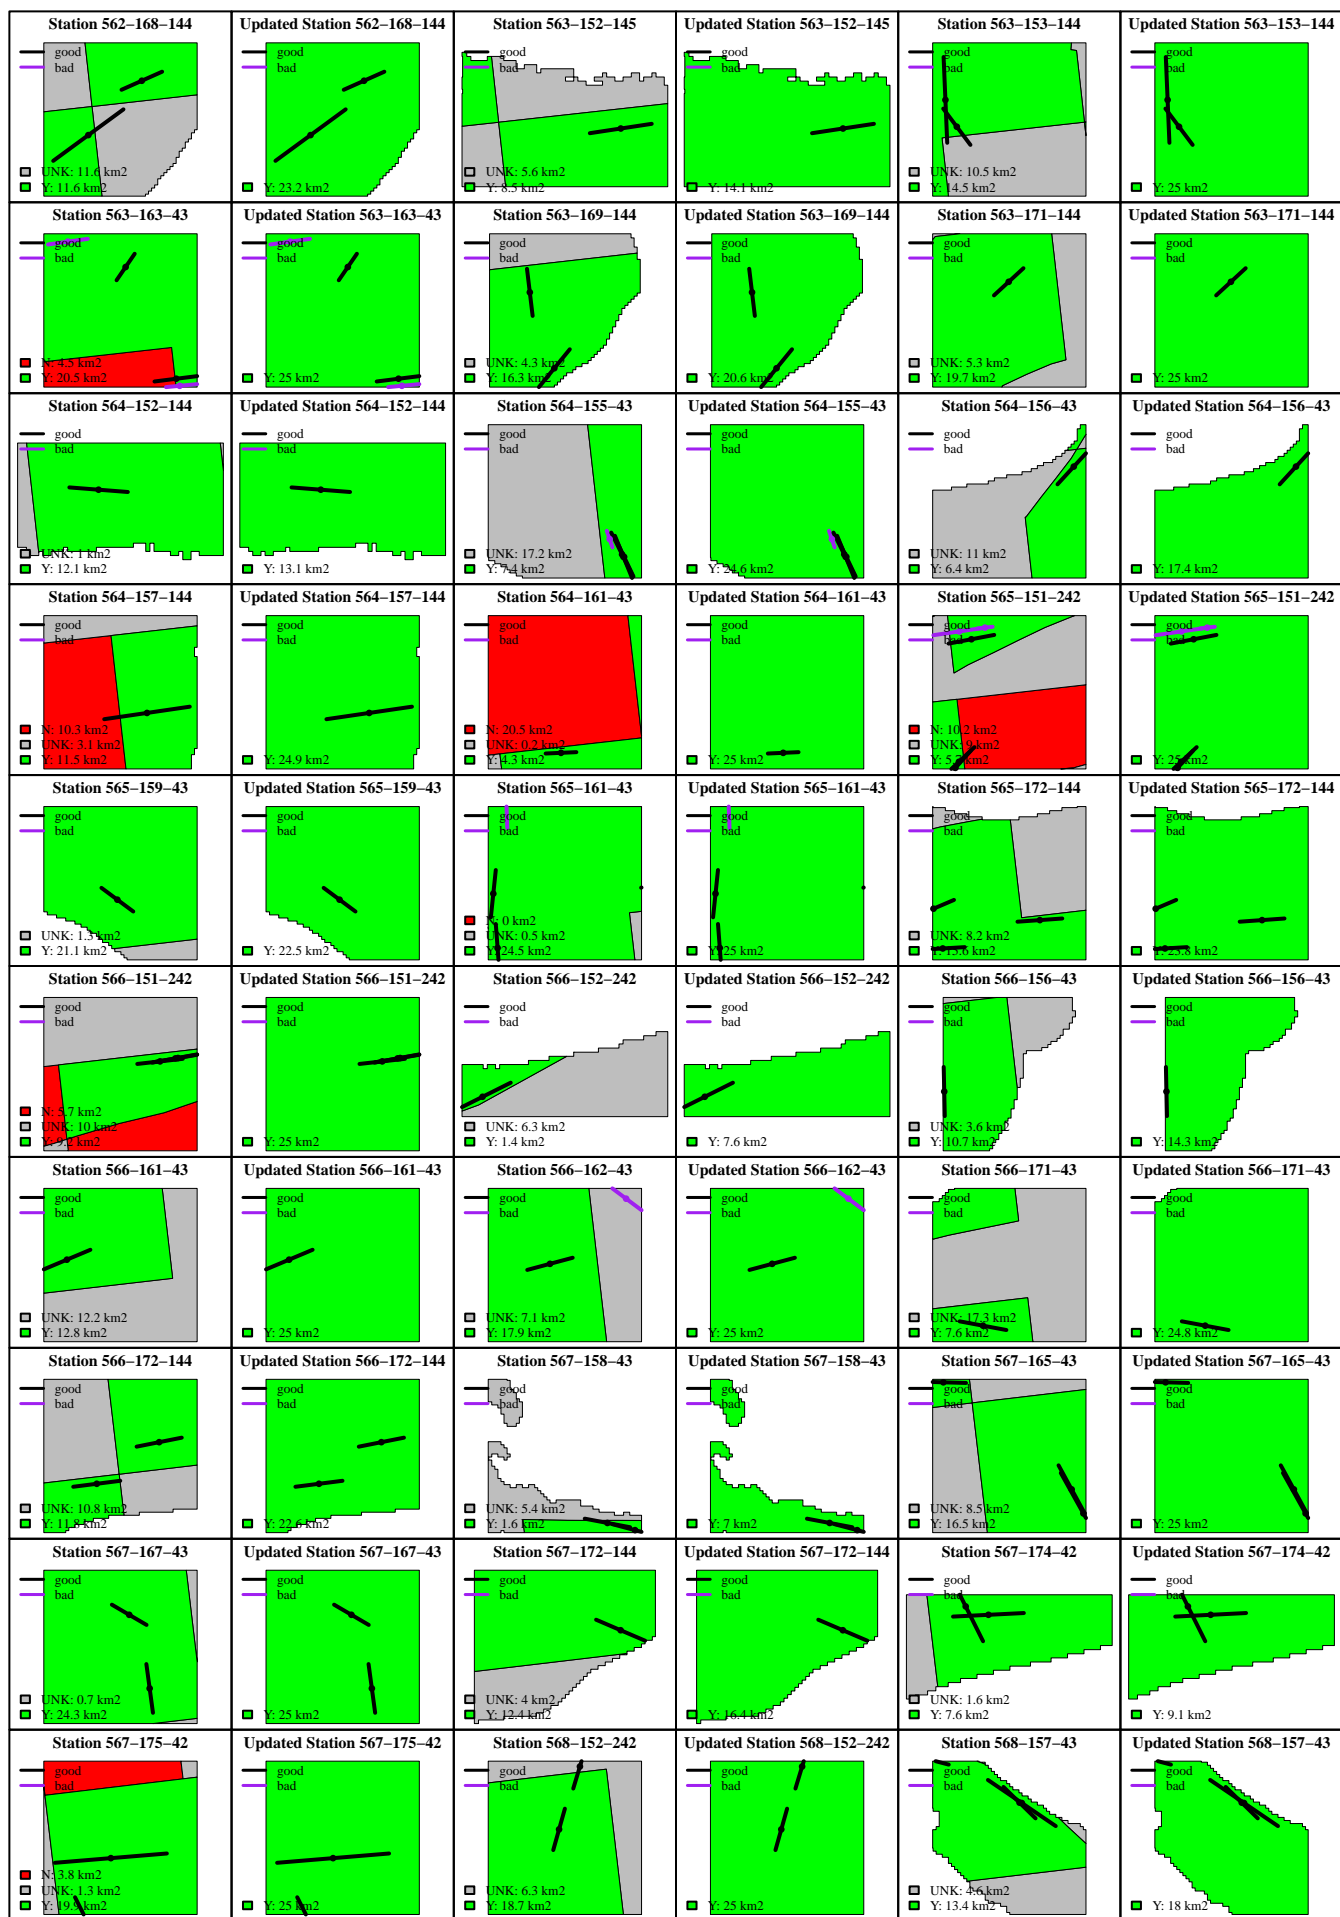 Station 562−168−144
good
bad
UNK: 11.6 km2
Y: 11.6 km2
Updated Station 562−168−144
good
bad
Y: 23.2 km2
Station 563−152−145
good
bad
UNK: 5.6 km2
Y: 8.5 km2
Updated Station 563−152−145
good
bad
Y: 14.1 km2
Station 563−153−144
good
bad
UNK: 10.5 km2
Y: 14.5 km2
Updated Station 563−153−144
good
bad
Y: 25 km2
Station 563−163−43
good
bad
N: 4.5 km2
Y: 20.5 km2
Updated Station 563−163−43
good
bad
Y: 25 km2
Station 563−169−144
good
bad
UNK: 4.3 km2
Y: 16.3 km2
Updated Station 563−169−144
good
bad
Y: 20.6 km2
Station 563−171−144
good
bad
UNK: 5.3 km2
Y: 19.7 km2
Updated Station 563−171−144
good
bad
Y: 25 km2
Station 564−152−144
good
bad
UNK: 1 km2
Y: 12.1 km2
Updated Station 564−152−144
good
bad
Y: 13.1 km2
Station 564−155−43
good
bad
UNK: 17.2 km2
Y: 7.4 km2
Updated Station 564−155−43
good
bad
Y: 24.6 km2
Station 564−156−43
good
bad
UNK: 11 km2
Y: 6.4 km2
Updated Station 564−156−43
good
bad
Y: 17.4 km2
Station 564−157−144
good
bad
N: 10.3 km2
UNK: 3.1 km2
Y: 11.5 km2
Updated Station 564−157−144
good
bad
Y: 24.9 km2
Station 564−161−43
good
bad
N: 20.5 km2
UNK: 0.2 km2
Y: 4.3 km2
Updated Station 564−161−43
good
bad
Y: 25 km2
Station 565−151−242
good
bad
N: 10.2 km2
UNK: 9 km2
km2
Updated Station 565−151−242
good
bad
Y: 25 km2
Station 565−159−43
good
bad
UNK: 1.3 km2
Y: 21.1 km2
Updated Station 565−159−43
good
bad
Y: 22.5 km2
Station 565−161−43
good
bad
N: 0 km2
UNK: 0.5 km2
Y: 24.5 km2
Updated Station 565−161−43
good
bad
Y: 25 km2
Station 565−172−144
good
bad
UNK: 8.2 km2
Y: 15.6 km2
Updated Station 565−172−144
good
bad
Y: 23.8 km2
Station 566−151−242
good
bad
N: 5.7 km2
UNK: 10 km2
Y: 9.2 km2
Updated Station 566−151−242
good
bad
Y: 25 km2
Station 566−152−242
good
bad
UNK: 6.3 km2
Y: 1.4 km2
Updated Station 566−152−242
good
bad
Y: 7.6 km2
Station 566−156−43
good
bad
UNK: 3.6 km2
Y: 10.7 km2
Updated Station 566−156−43
good
bad
Y: 14.3 km2
Station 566−161−43
good
bad
UNK: 12.2 km2
Y: 12.8 km2
Updated Station 566−161−43
good
bad
Y: 25 km2
Station 566−162−43
good
bad
UNK: 7.1 km2
Y: 17.9 km2
Updated Station 566−162−43
good
bad
Y: 25 km2
Station 566−171−43
good
bad
UNK: 17.3 km2
Y: 7.6 km2
Updated Station 566−171−43
good
bad
Y: 24.8 km2
Station 566−172−144
good
bad
UNK: 10.8 km2
Y: 11.8 km2
Updated Station 566−172−144
good
bad
Y: 22.6 km2
Station 567−158−43
good
bad
UNK: 5.4 km2
Y: 1.6 km2
Updated Station 567−158−43
good
bad
Y: 7 km2
Station 567−165−43
good
bad
UNK: 8.5 km2
Y: 16.5 km2
Updated Station 567−165−43
good
bad
Y: 25 km2
Station 567−167−43
good
bad
UNK: 0.7 km2
Y: 24.3 km2
Updated Station 567−167−43
good
bad
Y: 25 km2
Station 567−172−144
good
bad
UNK: 4 km2
Y: 12.4 km2
Updated Station 567−172−144
good
bad
Y: 16.4 km2
Station 567−174−42
good
bad
UNK: 1.6 km2
Y: 7.6 km2
Updated Station 567−174−42
good
bad
Y: 9.1 km2
Station 567−175−42
good
bad
N: 3.8 km2
UNK: 1.3 km2
Y: 19.9 km2
Updated Station 567−175−42
good
bad
Y: 25 km2
Station 568−152−242
good
bad
UNK: 6.3 km2
Y: 18.7 km2
Updated Station 568−152−242
good
bad
Y: 25 km2
Station 568−157−43
good
bad
UNK: 4.6 km2
Y: 13.4 km2
Updated Station 568−157−43
good
bad
Y: 18 km2